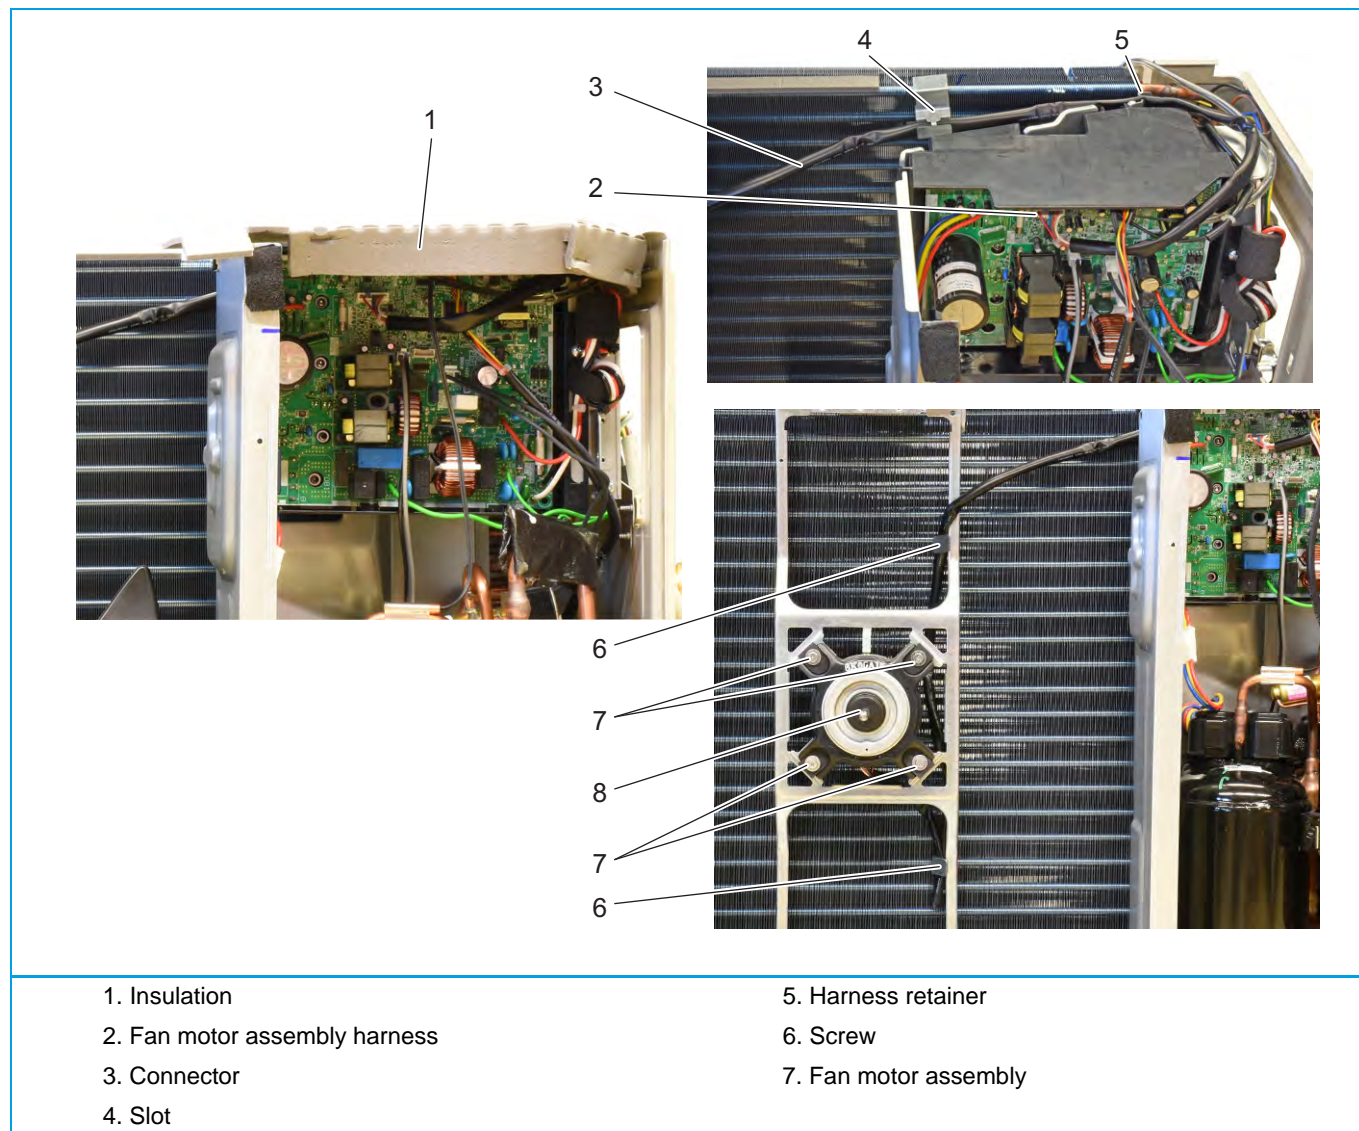 4
5
3
1
2
6
7
8
7
6
1. Insulation
2. Fan motor assembly harness
3. Connector
4. Slot
5. Harness retainer
6. Screw
7. Fan motor assembly